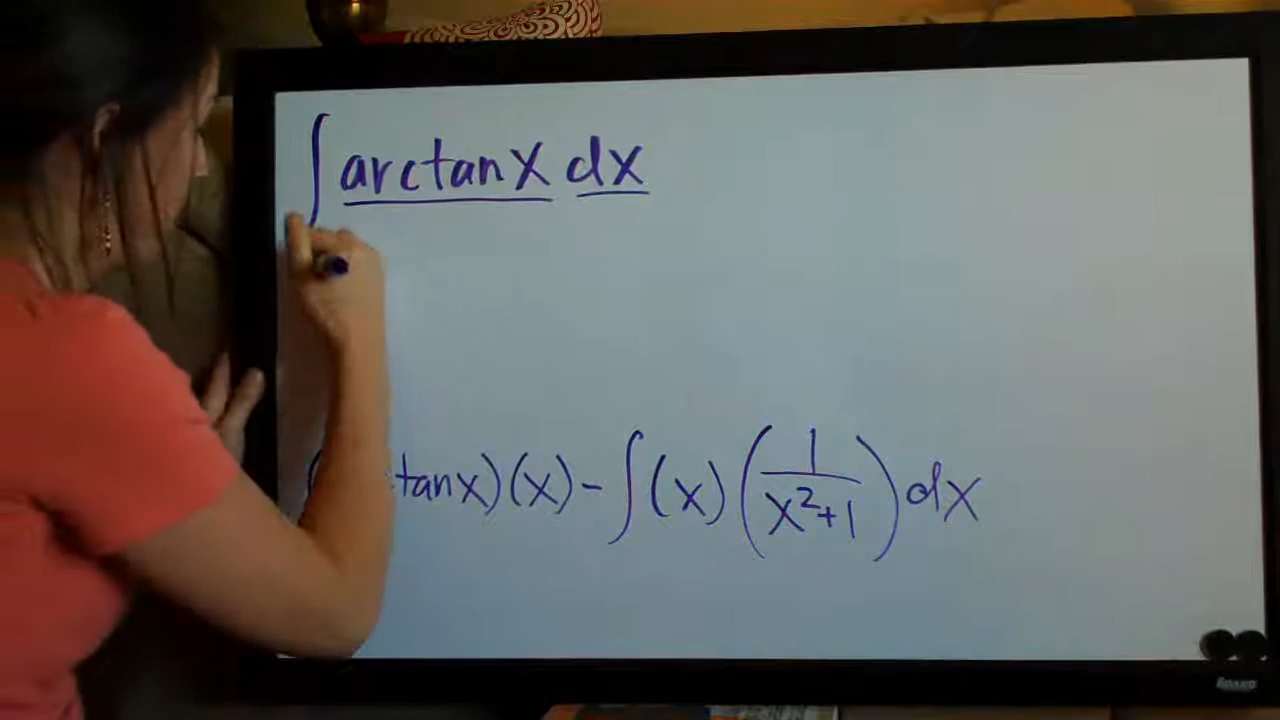 ∫ arctanx dx
tanx)(x) - ∫(x)(1/(x²+1))dx